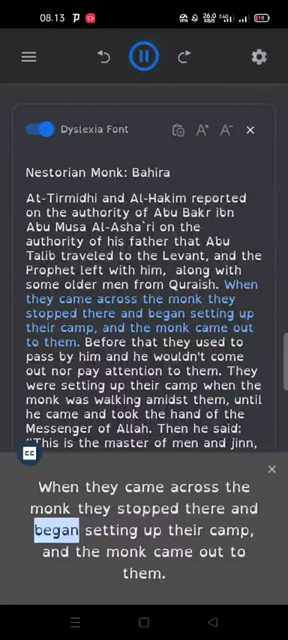 08.13
26.0
KB/s
4G
18
Dyslexia Font
A+ A-
Nestorian Monk: Bahira
At-Tirmidhi and Al-Hakim reported
on the authority of Abu Bakr ibn
Abu Musa Al-Asha`ri on the
authority of his father that Abu
Talib traveled to the Levant, and
the Prophet left with him, along with
some older men from Quraish. When
they came across the monk they
stopped there and began setting up
their camp, and the monk came out
to them. Before that they used to
pass by him and he wouldn't come
out nor pay attention to them. They
were setting up their camp when the
monk was walking amidst them, until
he came and took the hand of the
Messenger of Allah. Then he said:
“This is the master of men and jinn,
CC
When they came across the
monk they stopped there and
began setting up their camp,
and the monk came out to
them.